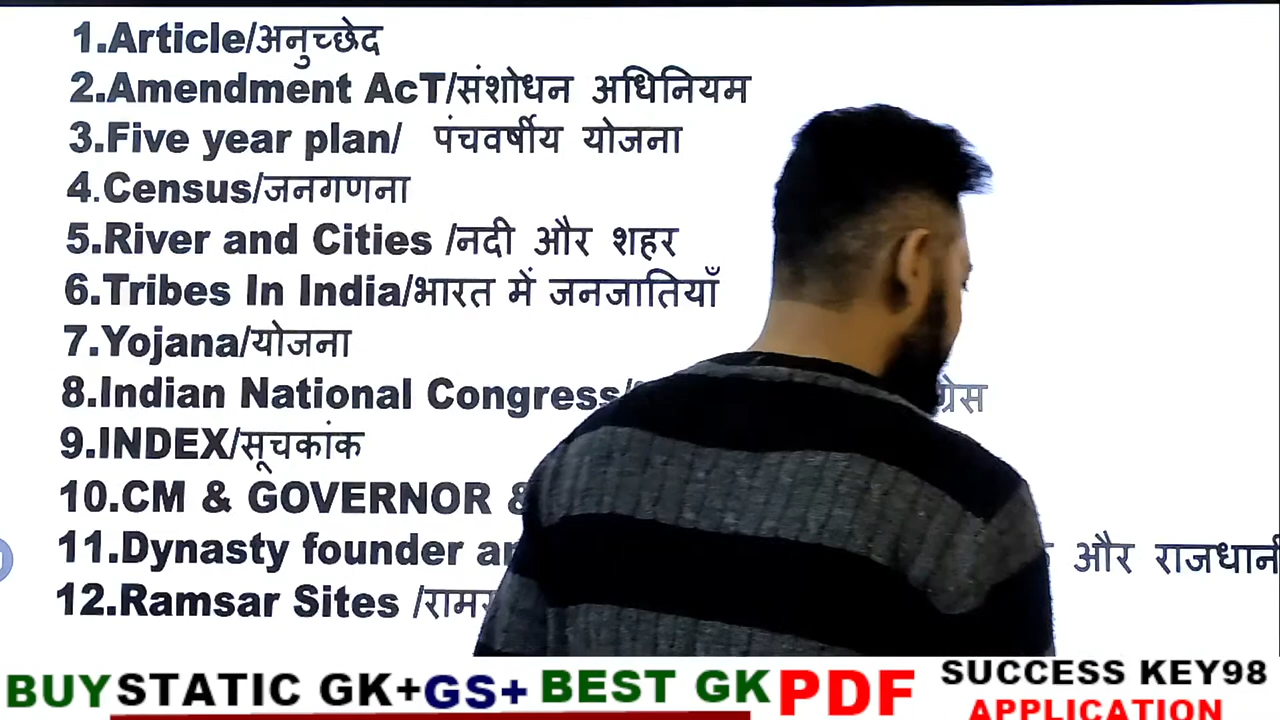 1.Article/अनुच्छेद
2.Amendment AcT/संशोधन अधिनियम
3.Five year plan/ पंचवर्षीय योजना
4.Census/जनगणना
5.River and Cities /नदी और शहर
6.Tribes In India/भारत में जनजातियाँ
7.Yojana/योजना
8.Indian National Congress/
9.INDEX/सूचकांक
10.CM & GOVERNOR &
11.Dynasty founder और
12.Ramsar Sites /
BUY STATIC GK+GS+ BEST GK PDF SUCCESS KEY98
APPLICATION